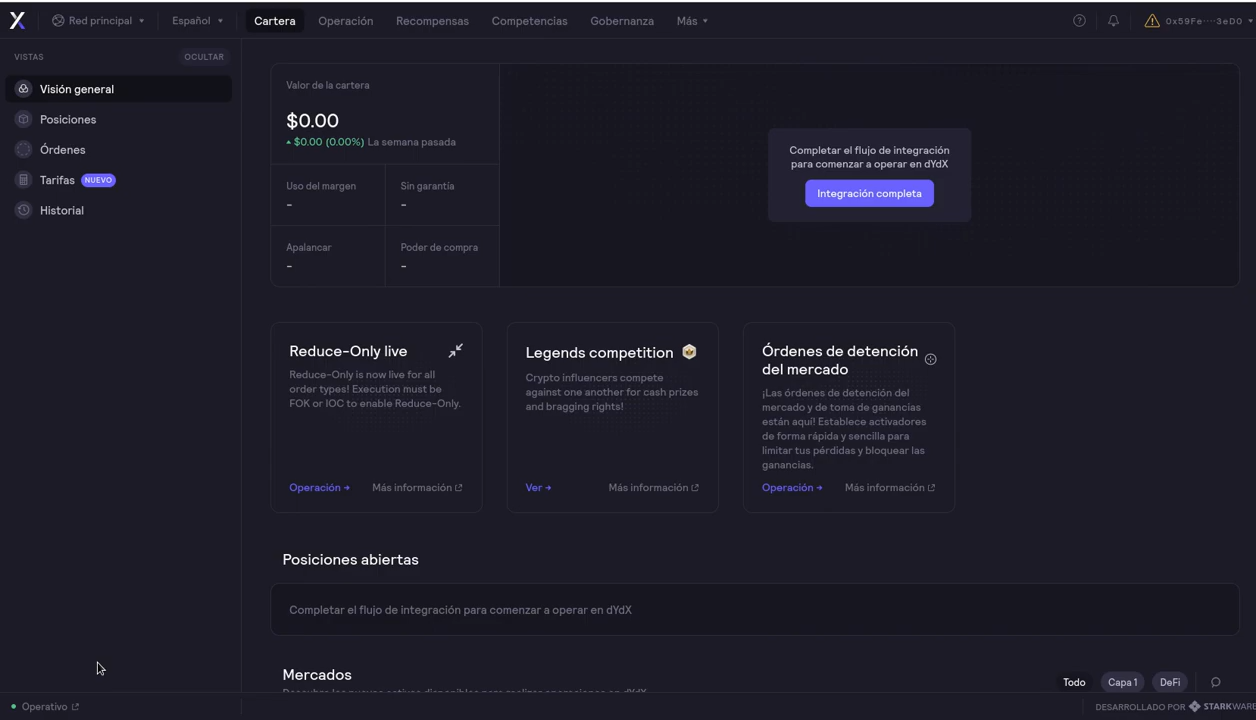 Red principal
Español
Cartera
Operación
Recompensas
Competencias
Gobernanza
Más
0x59Fe····3eD0
VISTAS
OCULTAR
Visión general
Posiciones
Órdenes
Tarifas NUEVO
Historial
Valor de la cartera
$0.00
$0.00 (0.00%) La semana pasada
Uso del margen
-
Sin garantía
-
Apalancar
-
Poder de compra
-
Completar el flujo de integración
para comenzar a operar en dYdX
Integración completa
Reduce-Only live
Reduce-Only is now live for all
order types! Execution must be
FOK or IOC to enable Reduce-Only.
Operación →
Más información
Legends competition
Crypto influencers compete
against one another for cash prizes
and bragging rights!
Ver →
Más información
Órdenes de detención
del mercado
¡Las órdenes de detención del
mercado y de toma de ganancias
están aquí! Establece activadores
de forma rápida y sencilla para
limitar tus pérdidas y bloquear las
ganancias.
Operación →
Más información
Posiciones abiertas
Completar el flujo de integración para comenzar a operar en dYdX
Mercados
Todo
Capa 1
DeFi
Operativo
DESARROLLADO POR STARKWARE